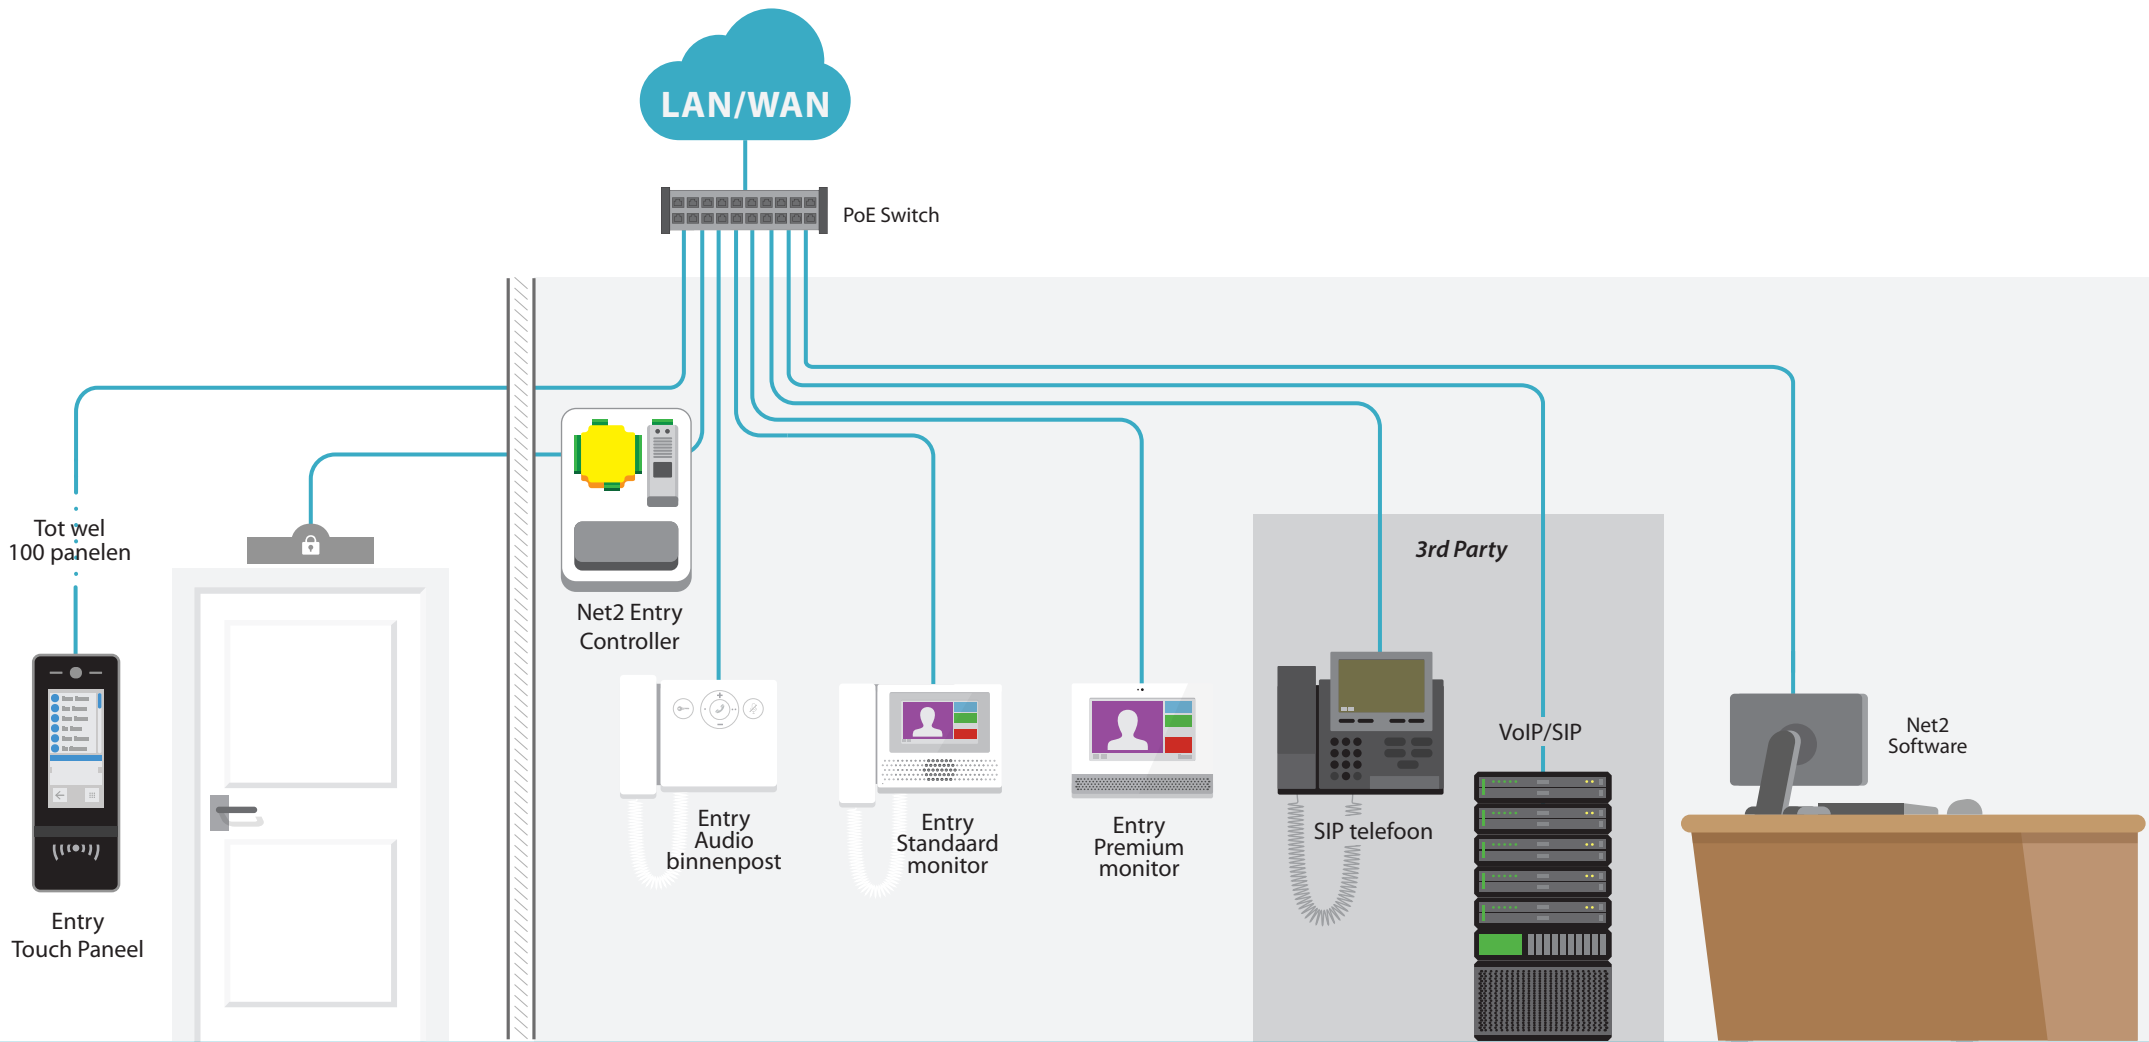 LAN/WAN
PoE Switch
Tot wel
100 panelen
3rd Party
Net2 Entry
Controller
VoIP/SIP
Net2
Software
Entry
Audio
binnenpost
Entry
Standaard
monitor
Entry
Premium
monitor
SIP telefoon
Entry
Touch Paneel